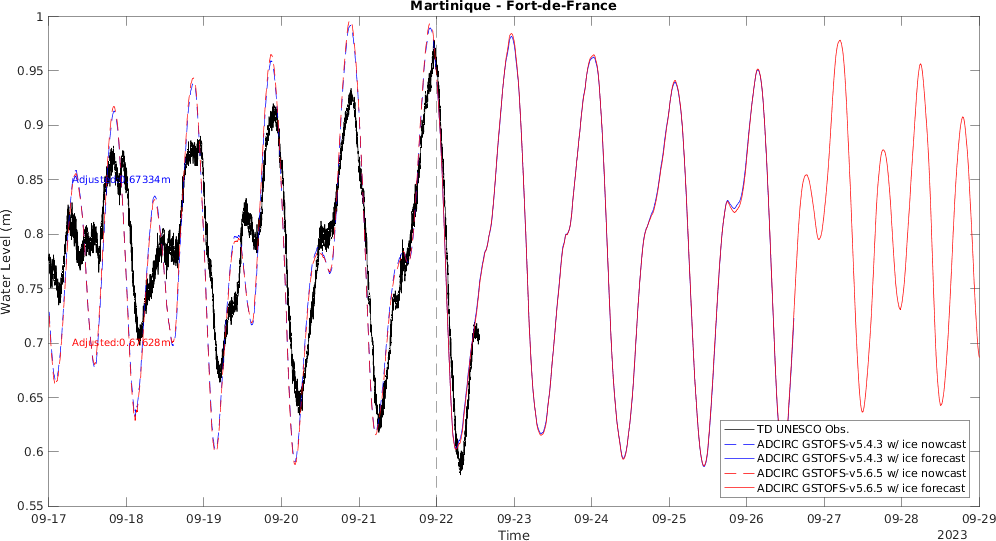 Martinique - Fort-de-France
1
0.95
0.9
0.85
0.8
0.75
0.7
0.65
0.6
0.55
Water Level (m)
Adjusted:0.67334m
Adjusted:0.67628m
TD UNESCO Obs.
ADCIRC GSTOFS-v5.4.3 w/ ice nowcast
ADCIRC GSTOFS-v5.4.3 w/ ice forecast
ADCIRC GSTOFS-v5.6.5 w/ ice nowcast
ADCIRC GSTOFS-v5.6.5 w/ ice forecast
09-17 09-18 09-19 09-20 09-21 09-22 09-23 09-24 09-25 09-26 09-27 09-28 09-29
Time
2023